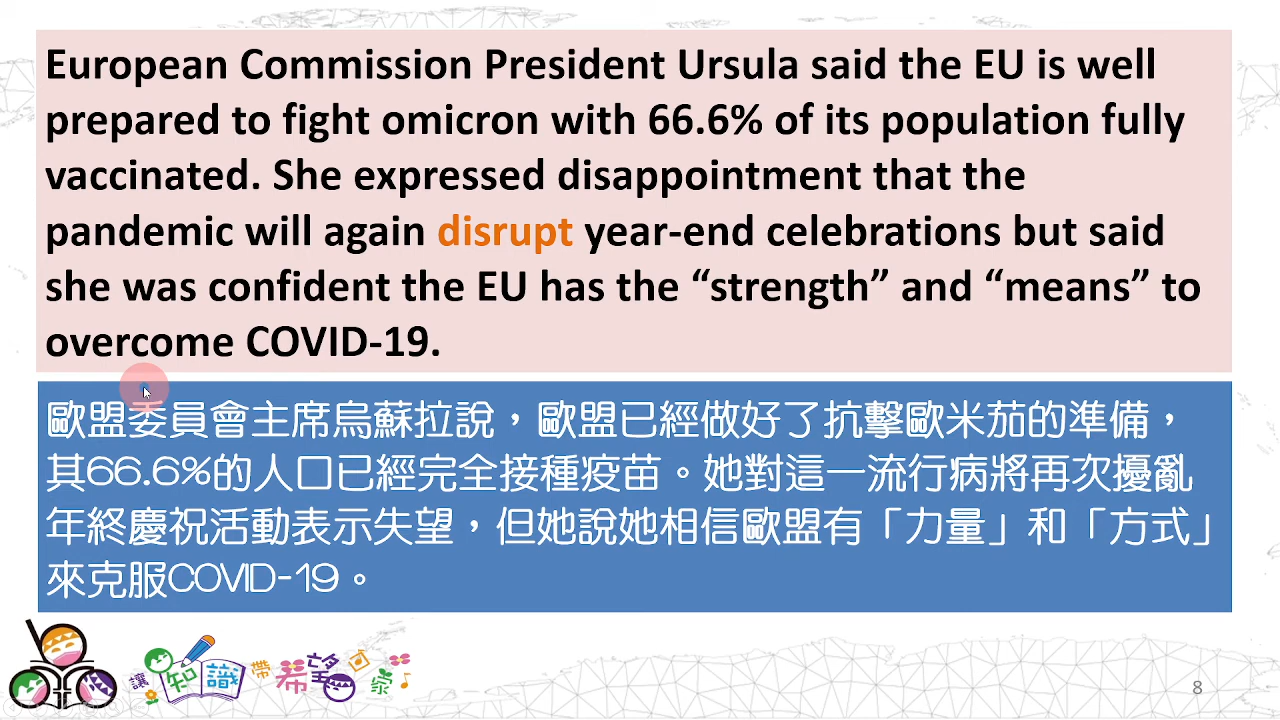 European Commission President Ursula said the EU is well
prepared to fight omicron with 66.6% of its population fully
vaccinated. She expressed disappointment that the
pandemic will again disrupt year-end celebrations but said
she was confident the EU has the “strength” and “means” to
overcome COVID-19.
歐盟委員會主席烏蘇拉說，歐盟已經做好了抗擊歐米茄的準備，
其66.6%的人口已經完全接種疫苗。她對這一流行病將再次擾亂
年終慶祝活動表示失望，但她說她相信歐盟有「力量」和「方式」
來克服COVID-19。
讓知識帶希望回家
8